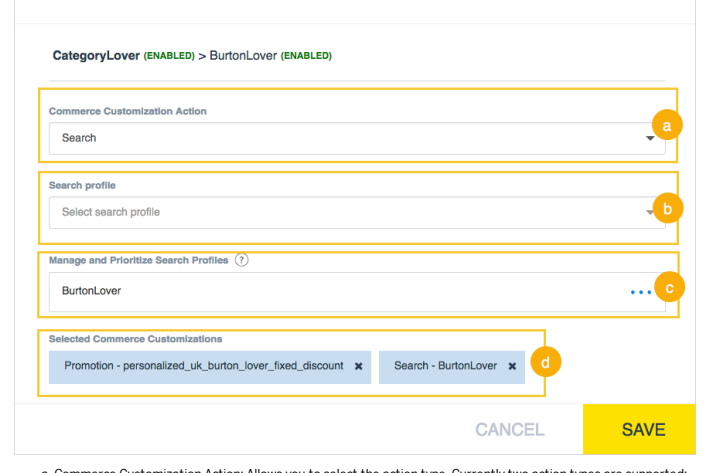 CategoryLover (ENABLED) > BurtonLover (ENABLED)
Commerce Customization Action
Search
a
Search profile
Select search profile
b
Manage and Prioritize Search Profiles ?
BurtonLover
... c
Selected Commerce Customizations
Promotion - personalized_uk_burton_lover_fixed_discount × Search - BurtonLover ×
d
CANCEL SAVE
a. Commerce Customization Action: Allows you to select the action type. Currently two action types are supported: